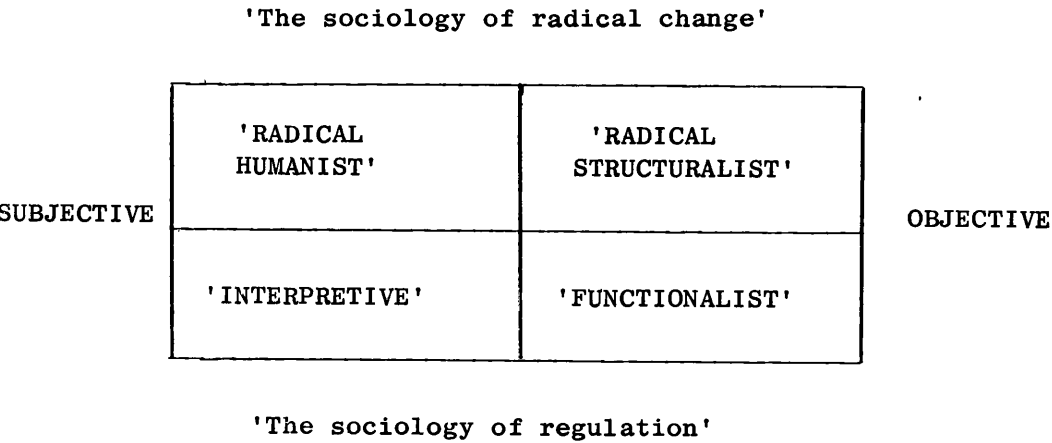 'The sociology of radical change'
'RADICAL
HUMANIST'
'RADICAL
STRUCTURALIST'
SUBJECTIVE
OBJECTIVE
'INTERPRETIVE'
'FUNCTIONALIST'
'The sociology of regulation'